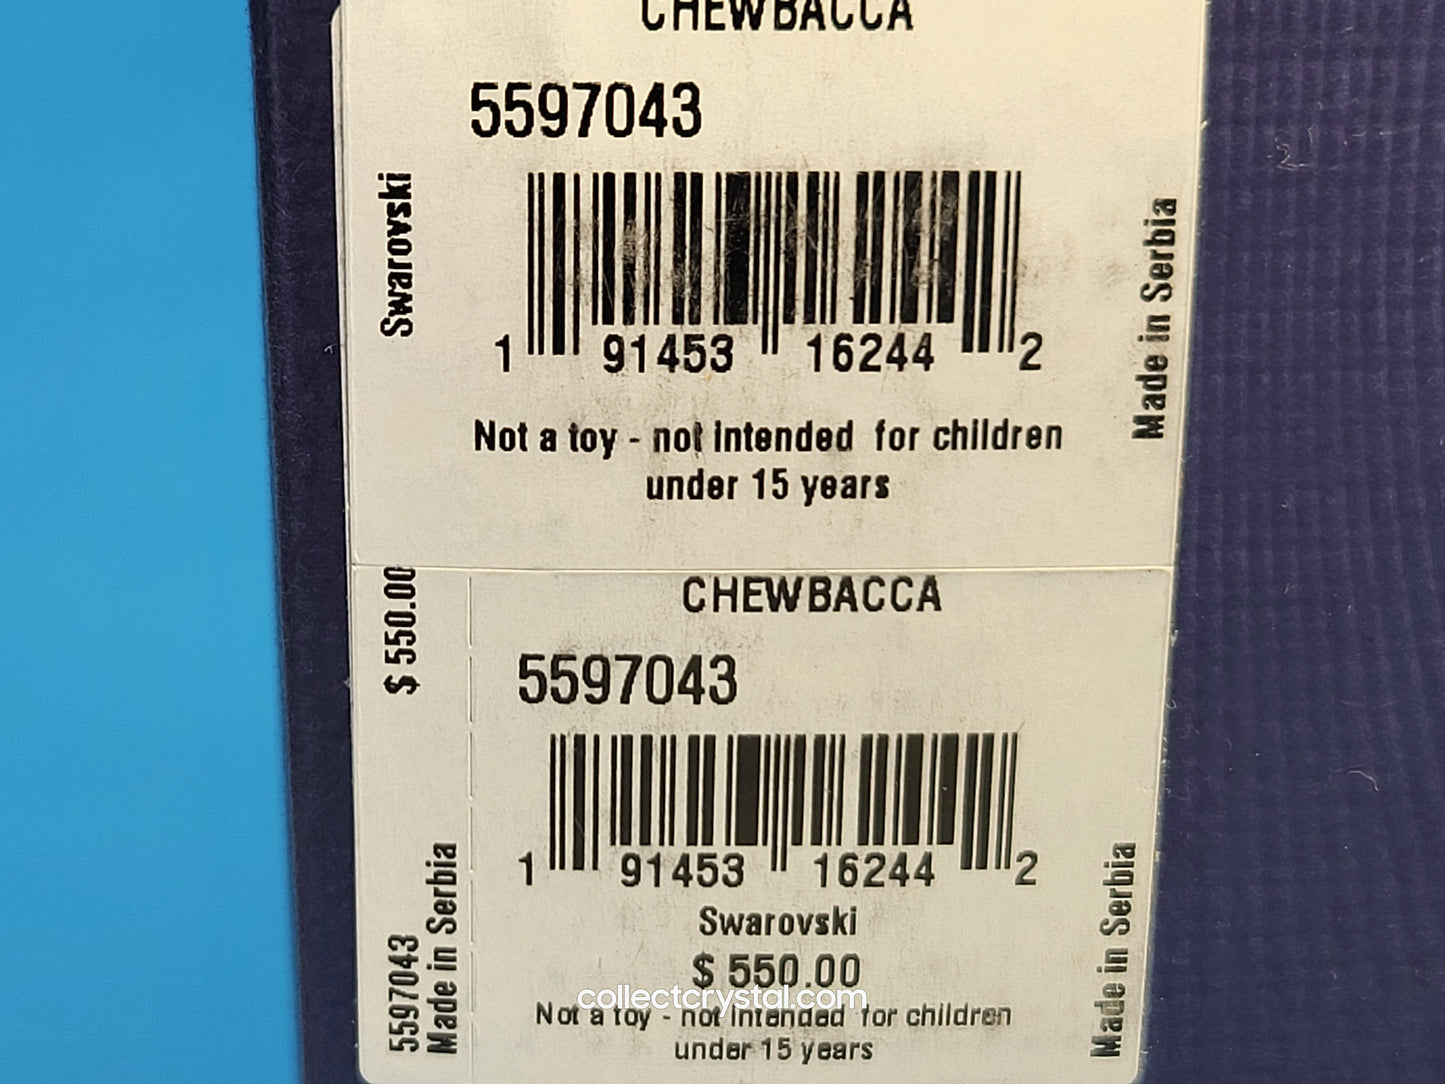 CHEWBACCA
5597043
Swarovski
1 91453 16244 2
Made in Serbia
Not a toy - not intended for children
under 15 years
$ 550.00
CHEWBACCA
5597043
1 91453 16244 2
Swarovski
$ 550.00
collectcrystal.com
Not a toy - not intended for children
under 15 years
5597043
Made in Serbia
Made in Serbia